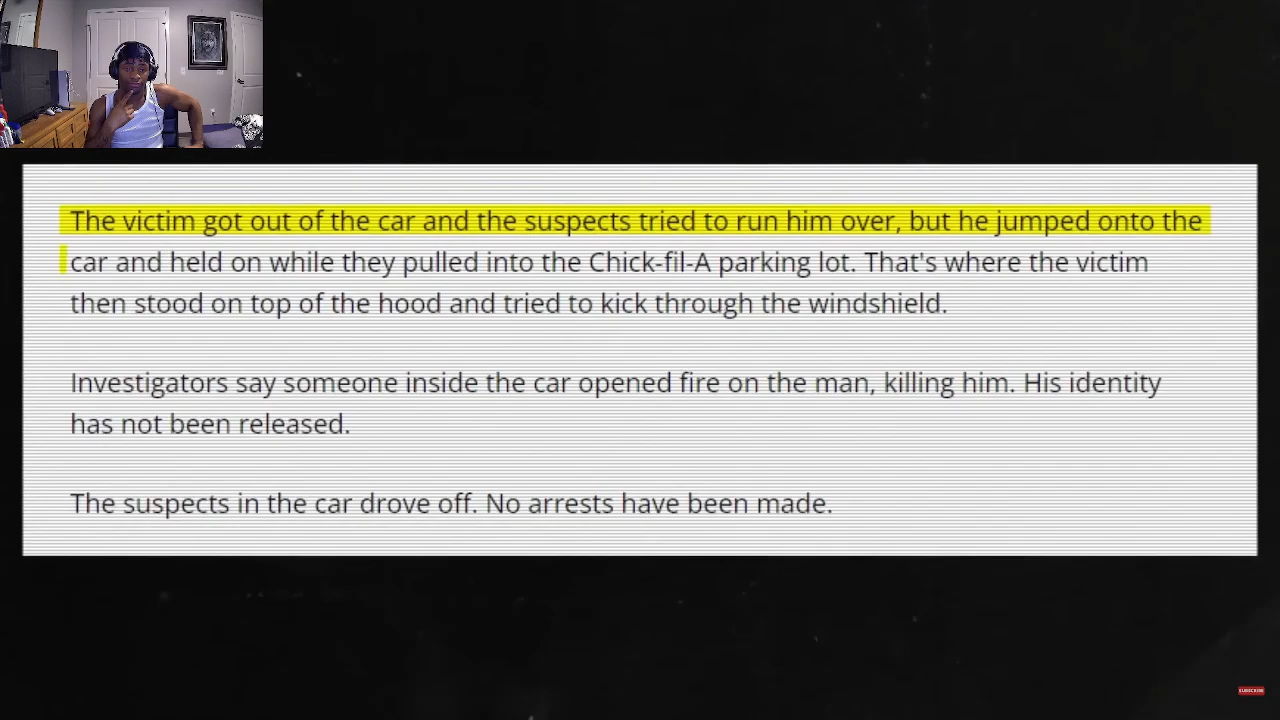 The victim got out of the car and the suspects tried to run him over, but he jumped onto the
car and held on while they pulled into the Chick-fil-A parking lot. That's where the victim
then stood on top of the hood and tried to kick through the windshield.
Investigators say someone inside the car opened fire on the man, killing him. His identity
has not been released.
The suspects in the car drove off. No arrests have been made.
SUBSCRIBE